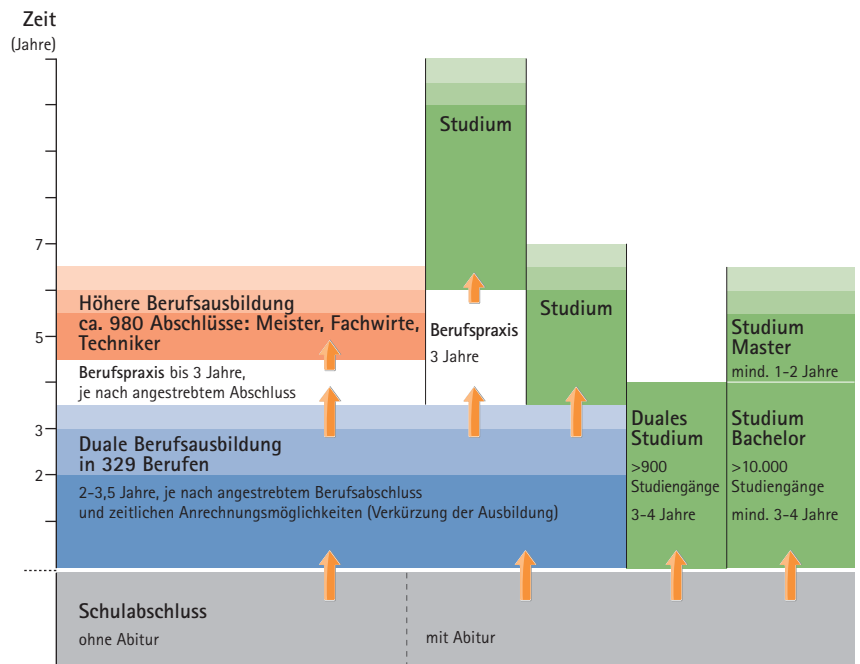 Zeit
(Jahre)
7
5
3
2
Studium
Höhere Berufsausbildung
ca. 980 Abschlüsse: Meister, Fachwirte,
Techniker
Berufspraxis bis 3 Jahre,
je nach angestrebtem Abschluss
Berufspraxis
3 Jahre
Studium
Studium
Master
mind. 1-2 Jahre
Duale Berufsausbildung
in 329 Berufen
2-3,5 Jahre, je nach angestrebtem Berufsabschluss
und zeitlichen Anrechnungsmöglichkeiten (Verkürzung der Ausbildung)
Duales
Studium
>900
Studiengänge
3-4 Jahre
Studium
Bachelor
>10.000
Studiengänge
mind. 3-4 Jahre
Schulabschluss
ohne Abitur
mit Abitur